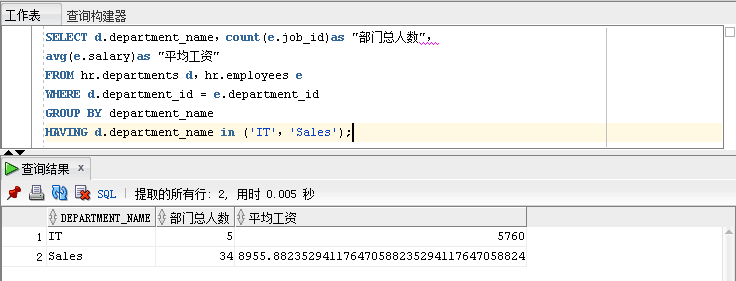 工作表 查询构建器
SELECT d.department_name，count(e.job_id)as "部门总人数"，
avg(e.salary)as "平均工资"
FROM hr.departments d，hr.employees e
WHERE d.department_id = e.department_id
GROUP BY department_name
HAVING d.department_name in ('IT'，'Sales');
查询结果 x
SQL | 提取的所有行: 2, 用时 0.005 秒
DEPARTMENT_NAME 部门总人数 平均工资
1 IT 5 5760
2 Sales 34 8955.88235294117647058823529411764705882​4